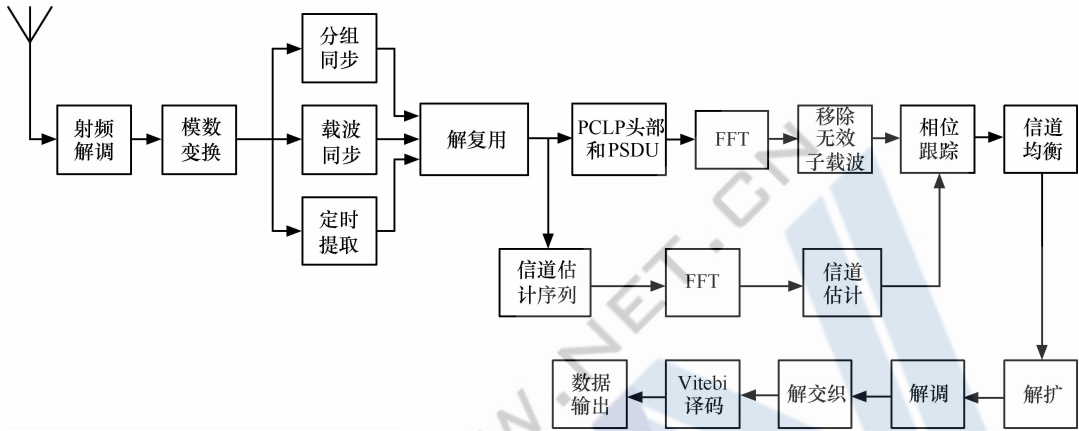 分组
同步
射频
解调
模数
变换
载波
同步
定时
提取
解复用
PCLP头部
和PSDU
FFT
移除
无效
子载波
相位
跟踪
信道
均衡
信道估
计序列
FFT
信道
估计
数据
输出
Vitebi
译码
解交织
解调
解扩
W.NET.CN